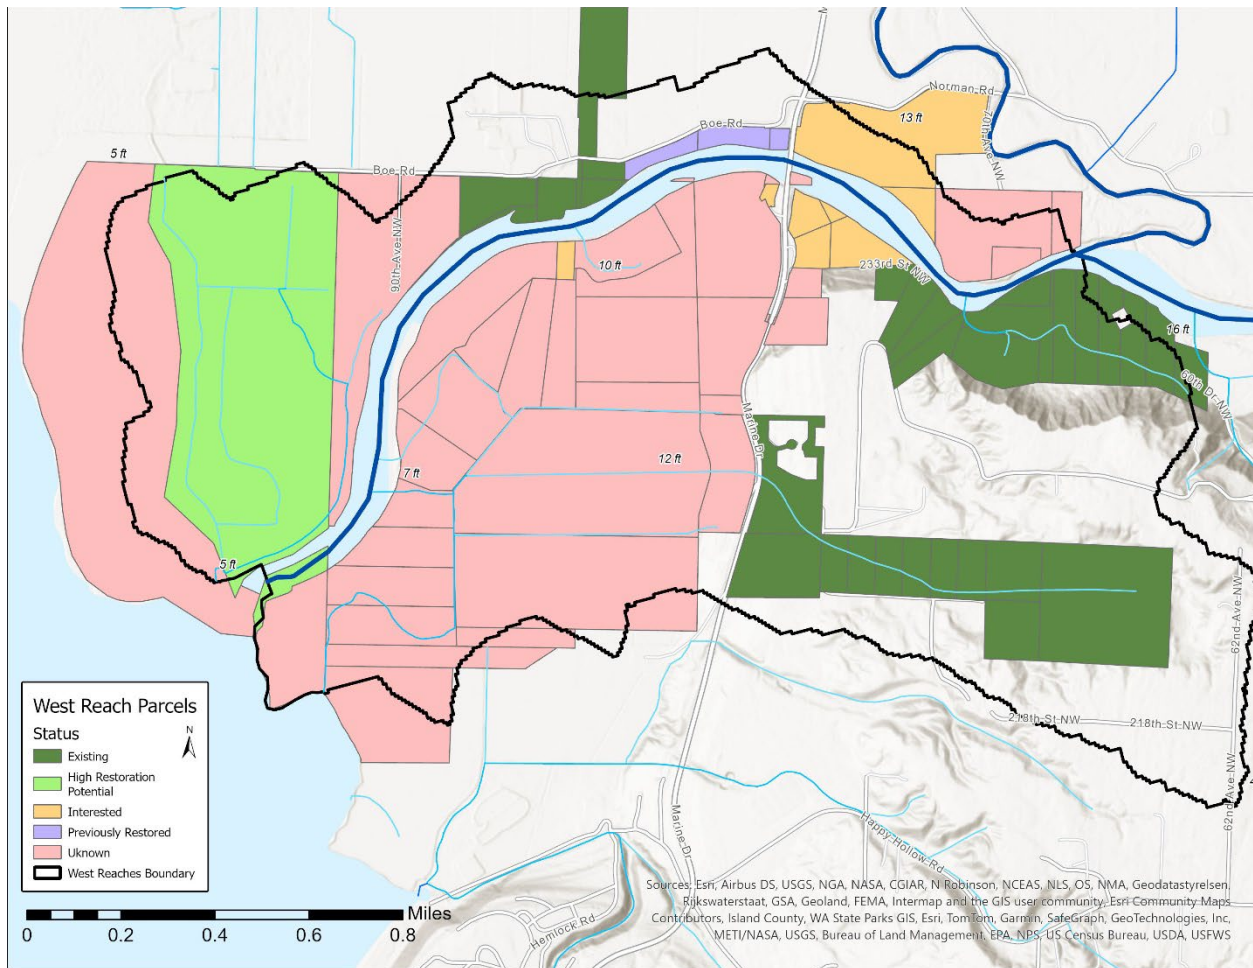 Norman Rd
13 ft
70th Ave NW
Boe Rd
5 ft
Boe Rd
90th Ave NW
10 ft
233rd St NW
16 ft
60th Dr NW
Marine Dr
7 ft
12 ft
5 ft
62nd Ave NW
218th St NW
218th St NW
62nd Ave NW
Marine Dr
Happy Hollow Rd
Hemlock Rd
West Reach Parcels
Status
N
Existing
High Restoration
Potential
Interested
Previously Restored
Uknown
West Reaches Boundary
Miles
0
0.2
0.4
0.6
0.8
Sources: Esri, Airbus DS, USGS, NGA, NASA, CGIAR, N Robinson, NCEAS, NLS, OS, NMA, Geodatastyrelsen,
Rijkswaterstaat, GSA, Geoland, FEMA, Intermap and the GIS user community, Esri Community Maps
Contributors, Island County, WA State Parks GIS, Esri, TomTom, Garmin, SafeGraph, GeoTechnologies, Inc,
METI/NASA, USGS, Bureau of Land Management, EPA, NPS, US Census Bureau, USDA, USFWS